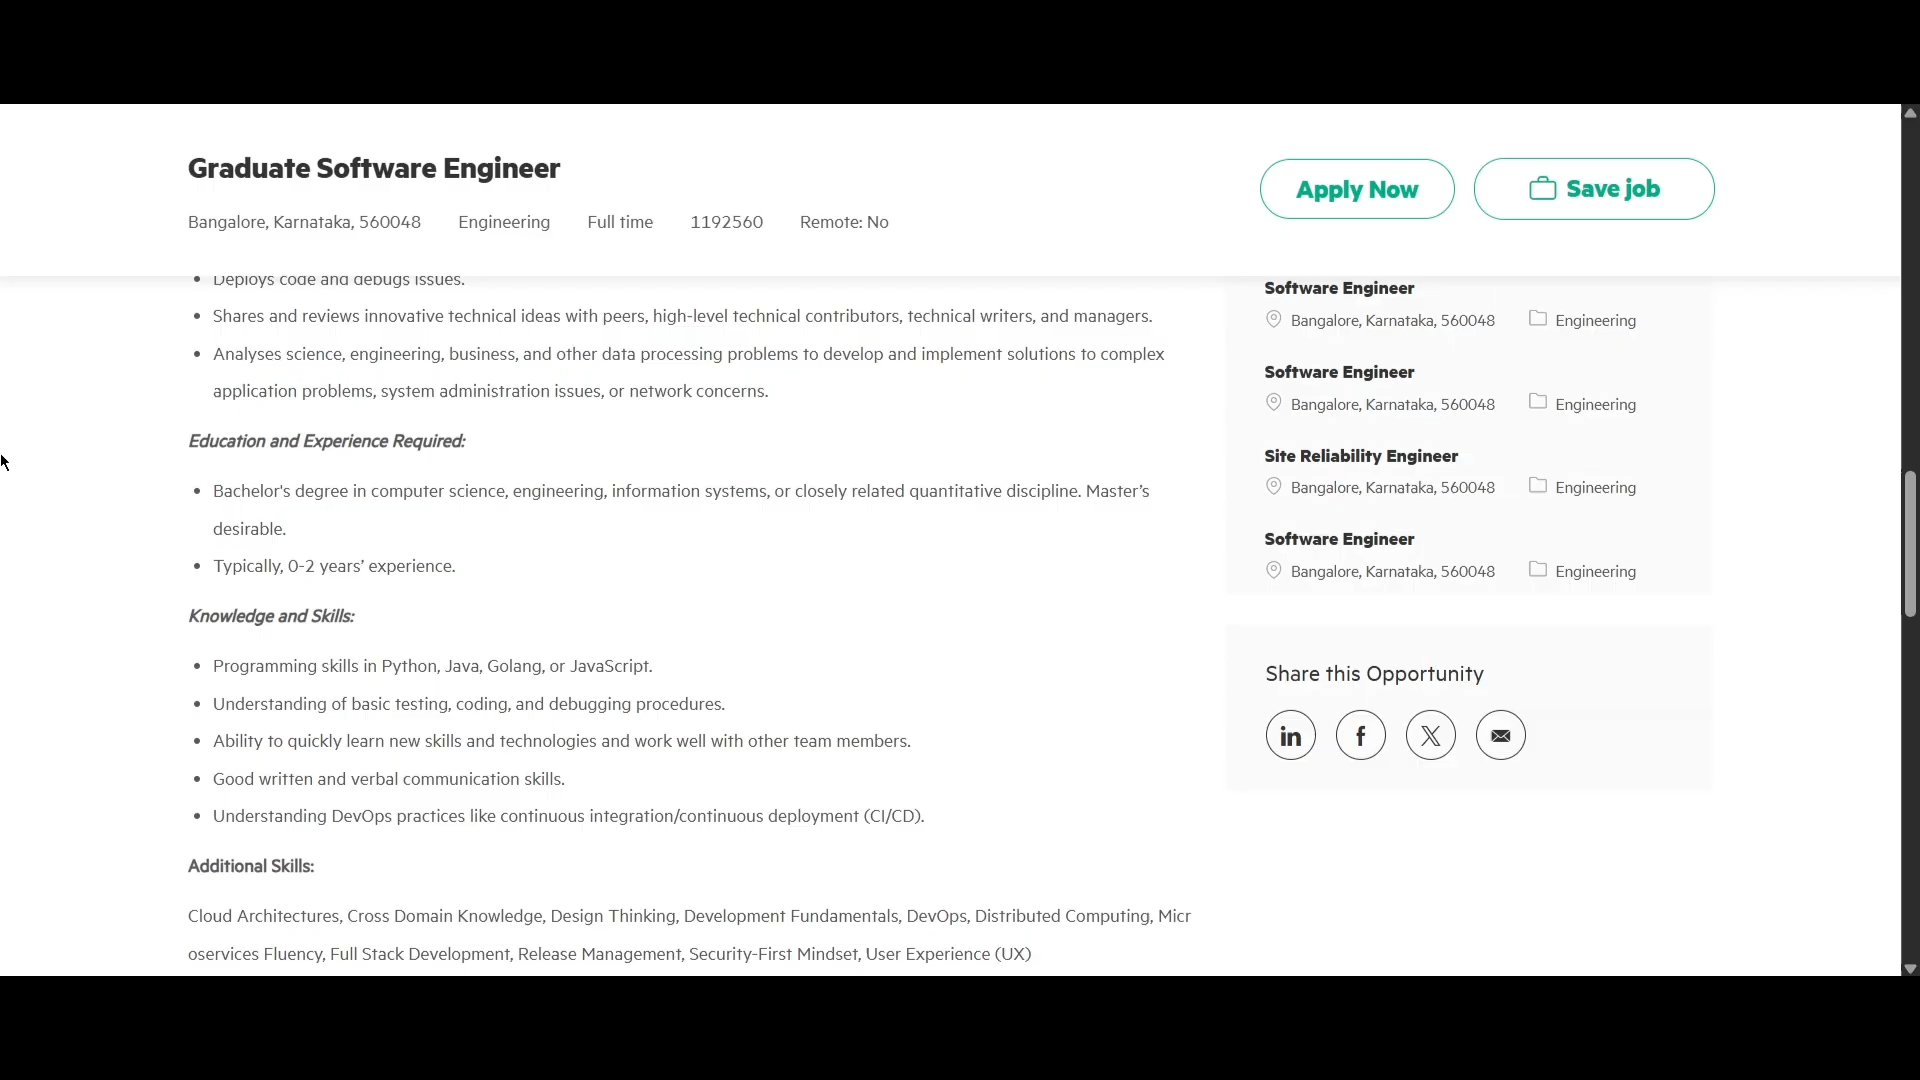 Graduate Software Engineer
Bangalore, Karnataka, 560048 Engineering Full time 1192560 Remote: No
Apply Now
Save job
Deploys code and debugs issues.
Shares and reviews innovative technical ideas with peers, high-level technical contributors, technical writers, and managers.
Analyses science, engineering, business, and other data processing problems to develop and implement solutions to complex
application problems, system administration issues, or network concerns.
Education and Experience Required:
Bachelor's degree in computer science, engineering, information systems, or closely related quantitative discipline. Master’s
desirable.
Typically, 0-2 years’ experience.
Knowledge and Skills:
Programming skills in Python, Java, Golang, or JavaScript.
Understanding of basic testing, coding, and debugging procedures.
Ability to quickly learn new skills and technologies and work well with other team members.
Good written and verbal communication skills.
Understanding DevOps practices like continuous integration/continuous deployment (CI/CD).
Additional Skills:
Cloud Architectures, Cross Domain Knowledge, Design Thinking, Development Fundamentals, DevOps, Distributed Computing, Micr
oservices Fluency, Full Stack Development, Release Management, Security-First Mindset, User Experience (UX)
Software Engineer
Bangalore, Karnataka, 560048 Engineering
Software Engineer
Bangalore, Karnataka, 560048 Engineering
Site Reliability Engineer
Bangalore, Karnataka, 560048 Engineering
Software Engineer
Bangalore, Karnataka, 560048 Engineering
Share this Opportunity